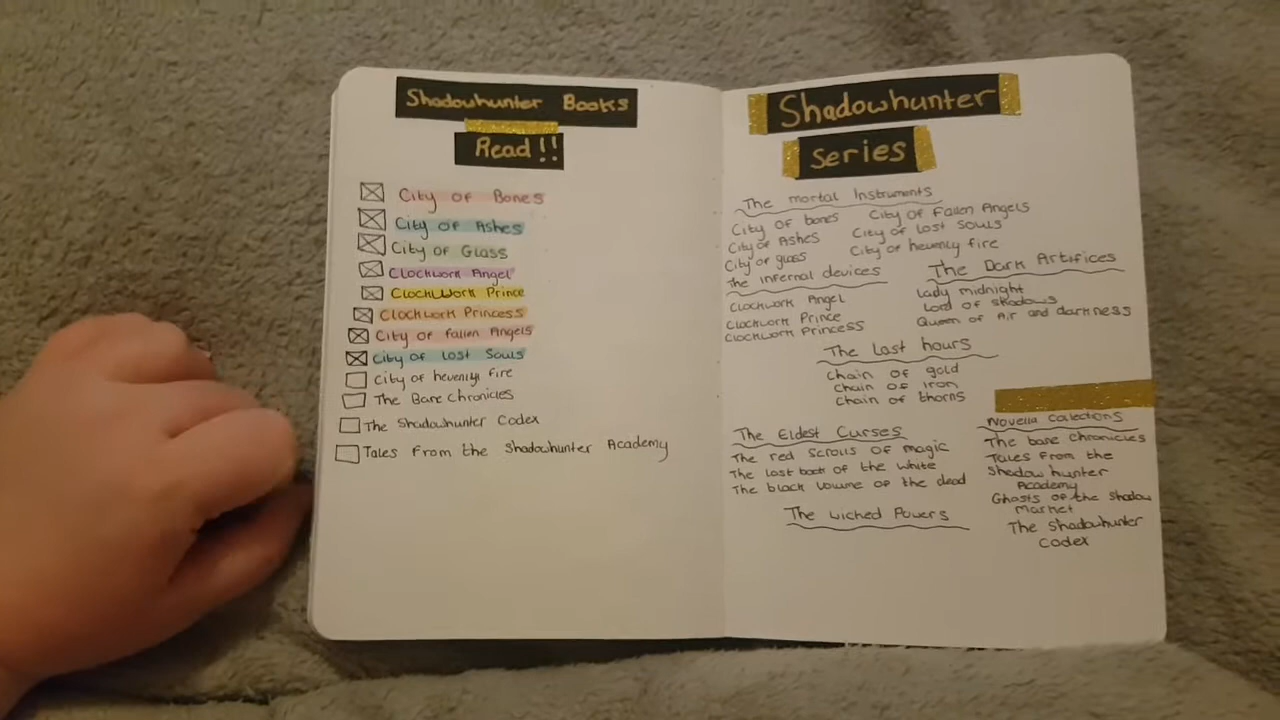 Shadowhunter Books
Read!!
City of Bones
City of Ashes
City of Glass
Clockwork Angel
Clockwork Prince
Clockwork Princess
City of fallen Angels
City of Lost Souls
City of hevenly fire
The Bane Chronicles
The Shadowhunter Codex
Tales from the Shadowhunter Academy
Shadowhunter
series
The mortal Instruments
City of bones
City of Ashes
City of glass
City of Fallen Angels
City of lost souls
City of hevenly fire
The infernal devices
Clockwork Angel
Clockwork Prince
Clockwork Princess
The Dark Artifices
Lady midnight
Lord of shadows
Queen of Air and darkness
The Last hours
Chain of gold
Chain of Iron
Chain of thorns
The Eldest Curses
The red scrolls of magic
The last book of the white
The black volume of the dead
The wicked Powers
Novella Colections
The bane chronicles
Tales from the
Shadow hunter
Academy
Ghosts of the Shadow
Market
The Shadowhunter
Codex